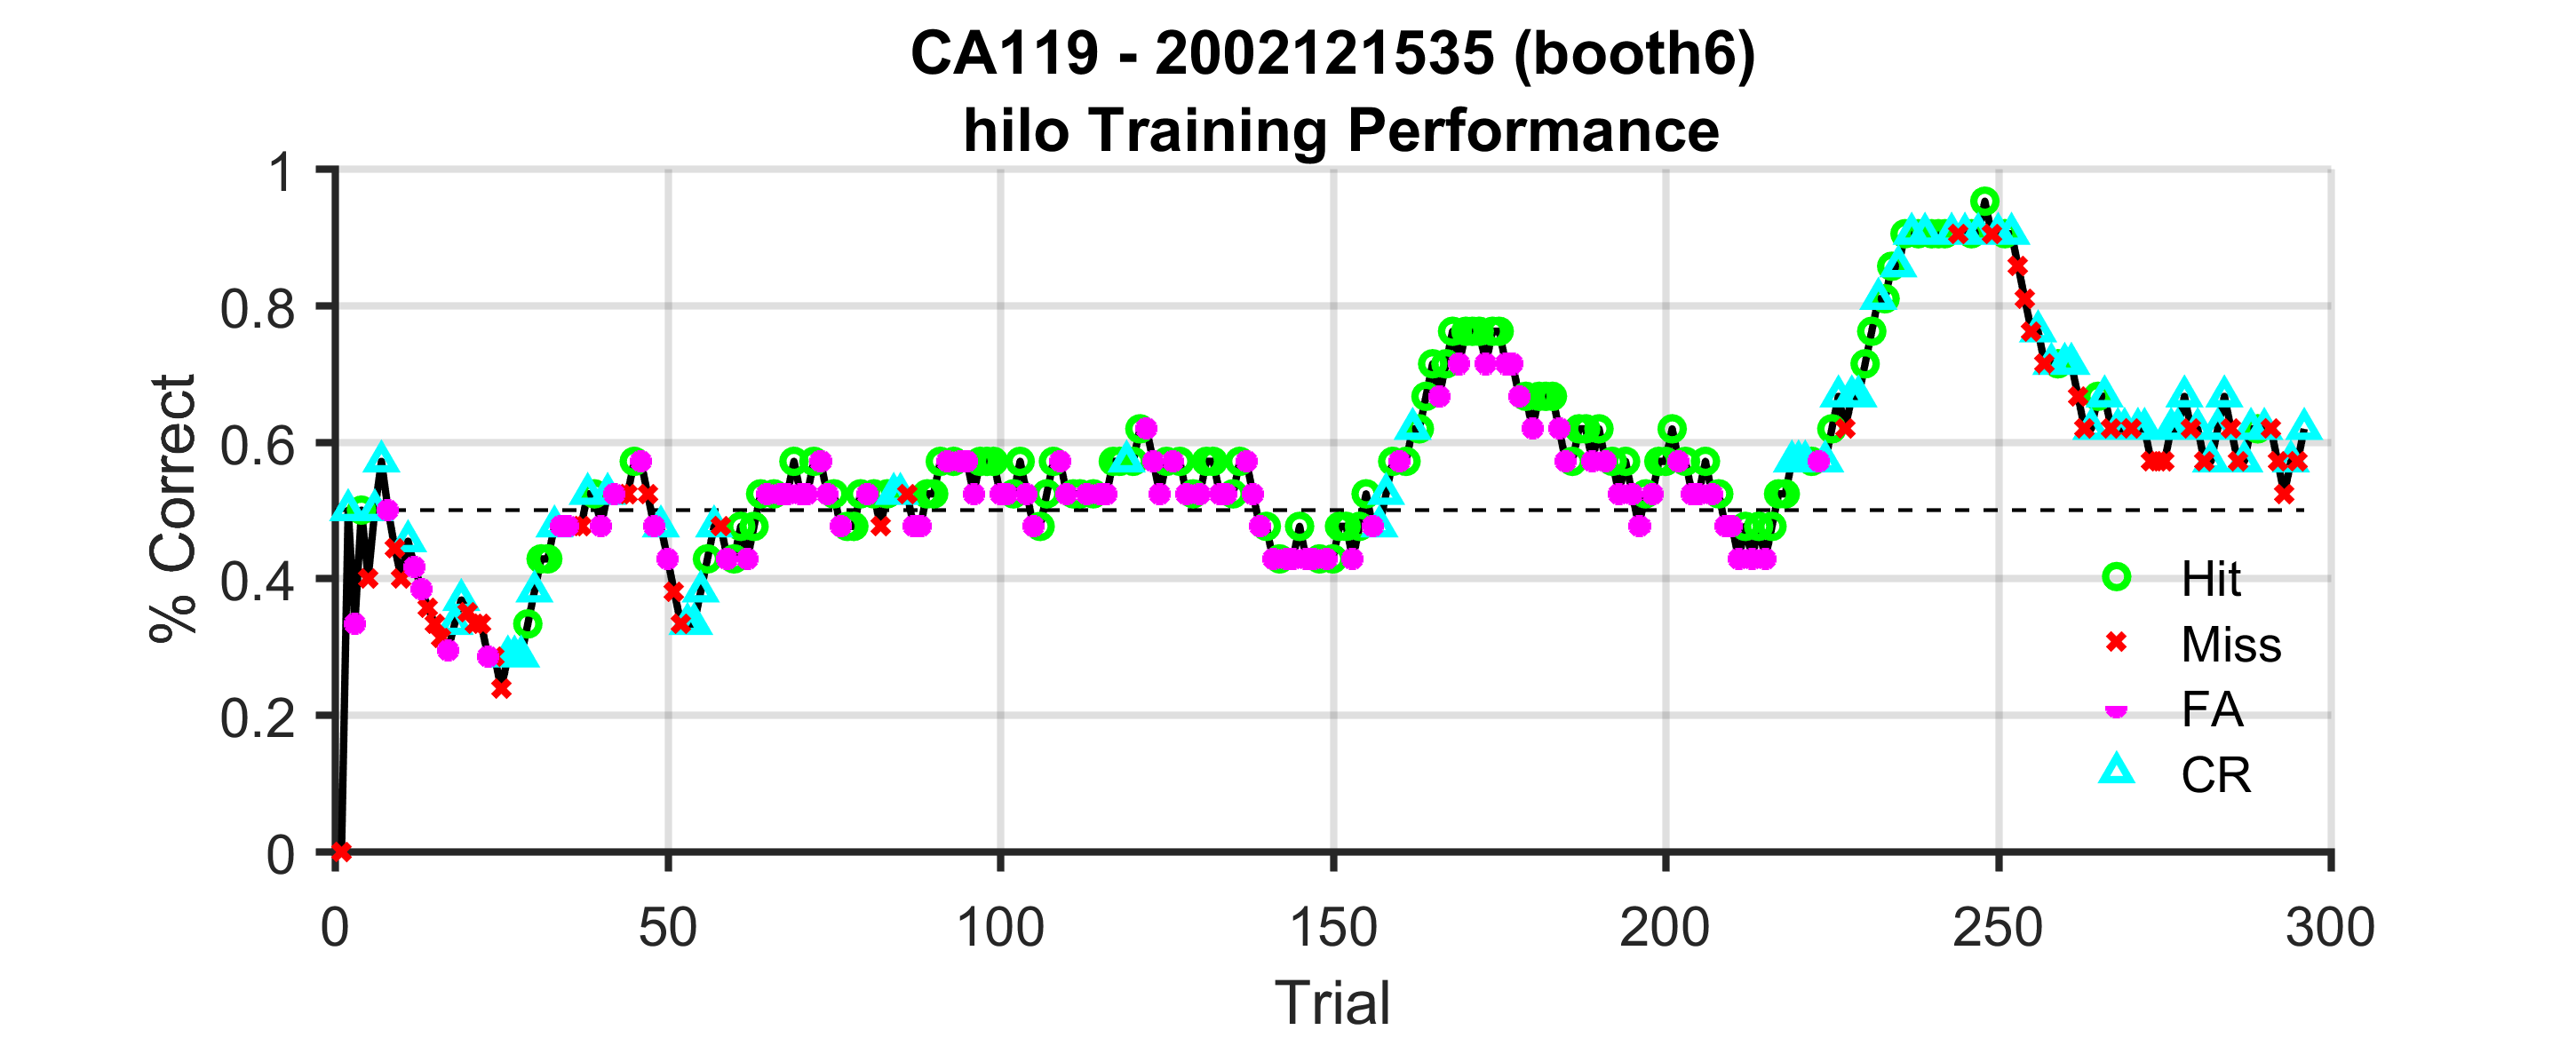 CA119 - 2002121535 (booth6)
hilo Training Performance
1
0.8
0.6
0.4
0.2
0
% Correct
Hit
Miss
FA
CR
0 50 100 150 200 250 300
Trial